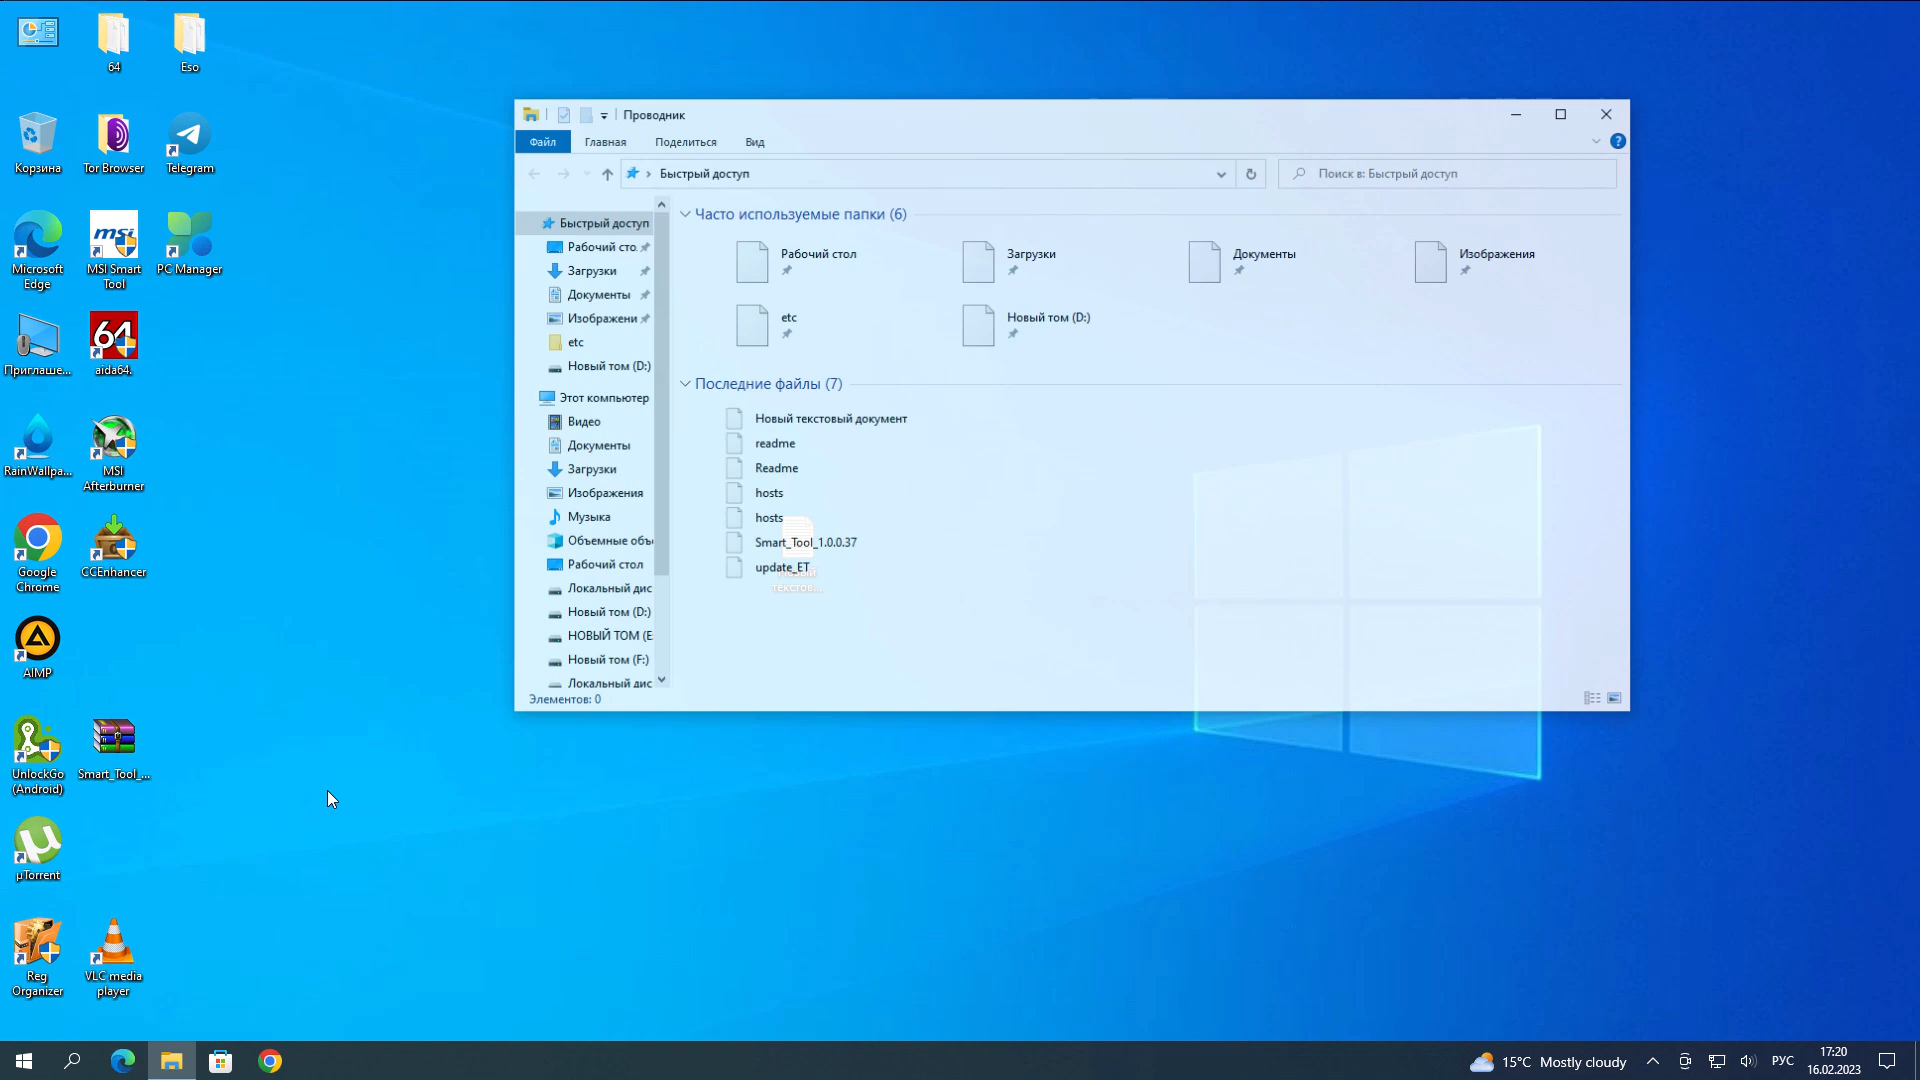 64
Eso
Корзина
Tor Browser
Telegram
Microsoft
Edge
msi
MSI Smart
Tool
PC Manager
Приглаше...
64
aida64.
RainWallpa...
MSI
Afterburner
Google
Chrome
CCEnhancer
AIMP
UnlockGo
(Android)
Smart_Tool_...
µTorrent
Reg
Organizer
VLC media
player
Проводник
Файл
Главная
Поделиться
Вид
Быстрый доступ
Поиск в: Быстрый доступ
Быстрый доступ
Рабочий сто.
Загрузки
Документы
Изображени
etc
Новый том (D:)
Этот компьютер
Видео
Документы
Загрузки
Изображения
Музыка
Объемные объ
Рабочий стол
Локальный дис
Новый том (D:)
НОВЫЙ ТОМ (E
Новый том (F:)
Локальный дис
Часто используемые папки (6)
Рабочий стол
Загрузки
Документы
Изображения
etc
Новый том (D:)
Последние файлы (7)
Новый текстовый документ
readme
Readme
hosts
hosts
Smart_Tool_1.0.0.37
update_ET
Новый
текстов...
Элементов: 0
15°C Mostly cloudy
РУС
17:20
16.02.2023